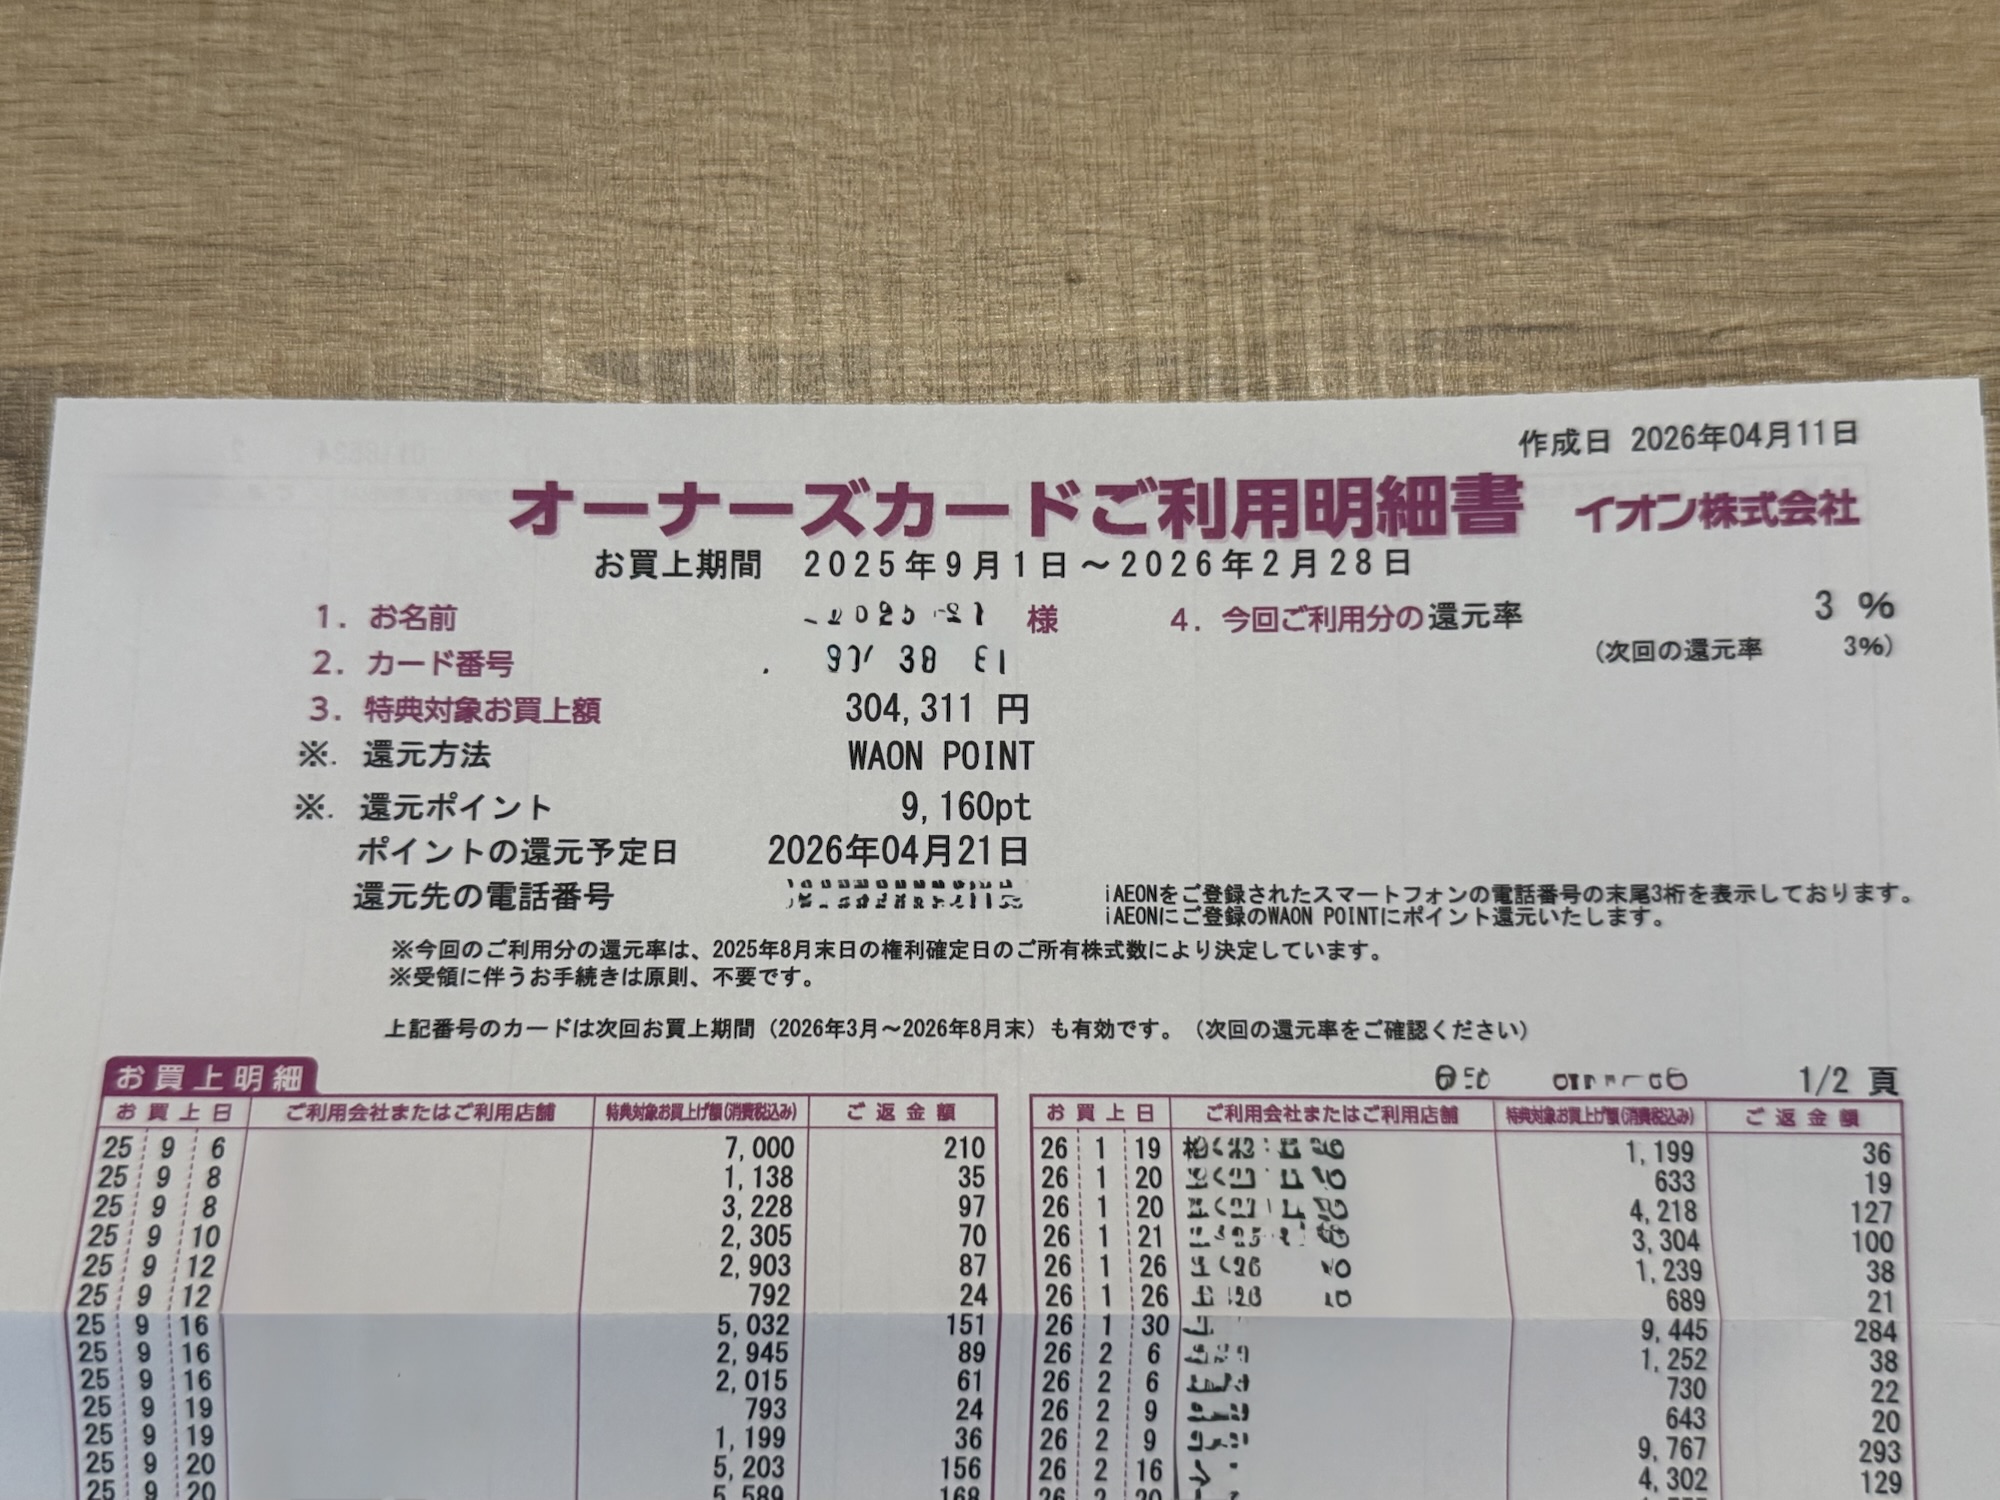 作成日 2026年04月11日
オーナーズカードご利用明細書 イオン株式会社
お買上期間 2025年9月1日～2026年2月28日
1. お名前 様
4. 今回ご利用分の還元率 3 %
(次回の還元率 3%)
2. カード番号
3. 特典対象お買上額 304,311 円
※. 還元方法 WAON POINT
※. 還元ポイント 9,160pt
ポイントの還元予定日 2026年04月21日
還元先の電話番号
iAEONをご登録されたスマートフォンの電話番号の末尾3桁を表示しております。
iAEONにご登録のWAON POINTにポイント還元いたします。
※今回のご利用分の還元率は、2025年8月末日の権利確定日のご所有株式数により決定しています。
※受領に伴うお手続きは原則、不要です。
上記番号のカードは次回お買上期間（2026年3月～2026年8月末）も有効です。（次回の還元率をご確認ください）
お買上明細
1/2 頁
お買上日 ご利用会社またはご利用店舗 特典対象お買上げ額(消費税込み) ご返金額
25 9 6 7,000 210
25 9 8 1,138 35
25 9 8 3,228 97
25 9 10 2,305 70
25 9 12 2,903 87
25 9 12 792 24
25 9 16 5,032 151
25 9 16 2,945 89
25 9 16 2,015 61
25 9 19 793 24
25 9 19 1,199 36
25 9 20 5,203 156
25 9 20 5,589 168
お買上日 ご利用会社またはご利用店舗 特典対象お買上げ額(消費税込み) ご返金額
26 1 19 1,199 36
26 1 20 633 19
26 1 20 4,218 127
26 1 21 3,304 100
26 1 26 1,239 38
26 1 26 689 21
26 1 30 9,445 284
26 2 6 1,252 38
26 2 6 730 22
26 2 9 643 20
26 2 9 9,767 293
26 2 16 4,302 129
26 2 20